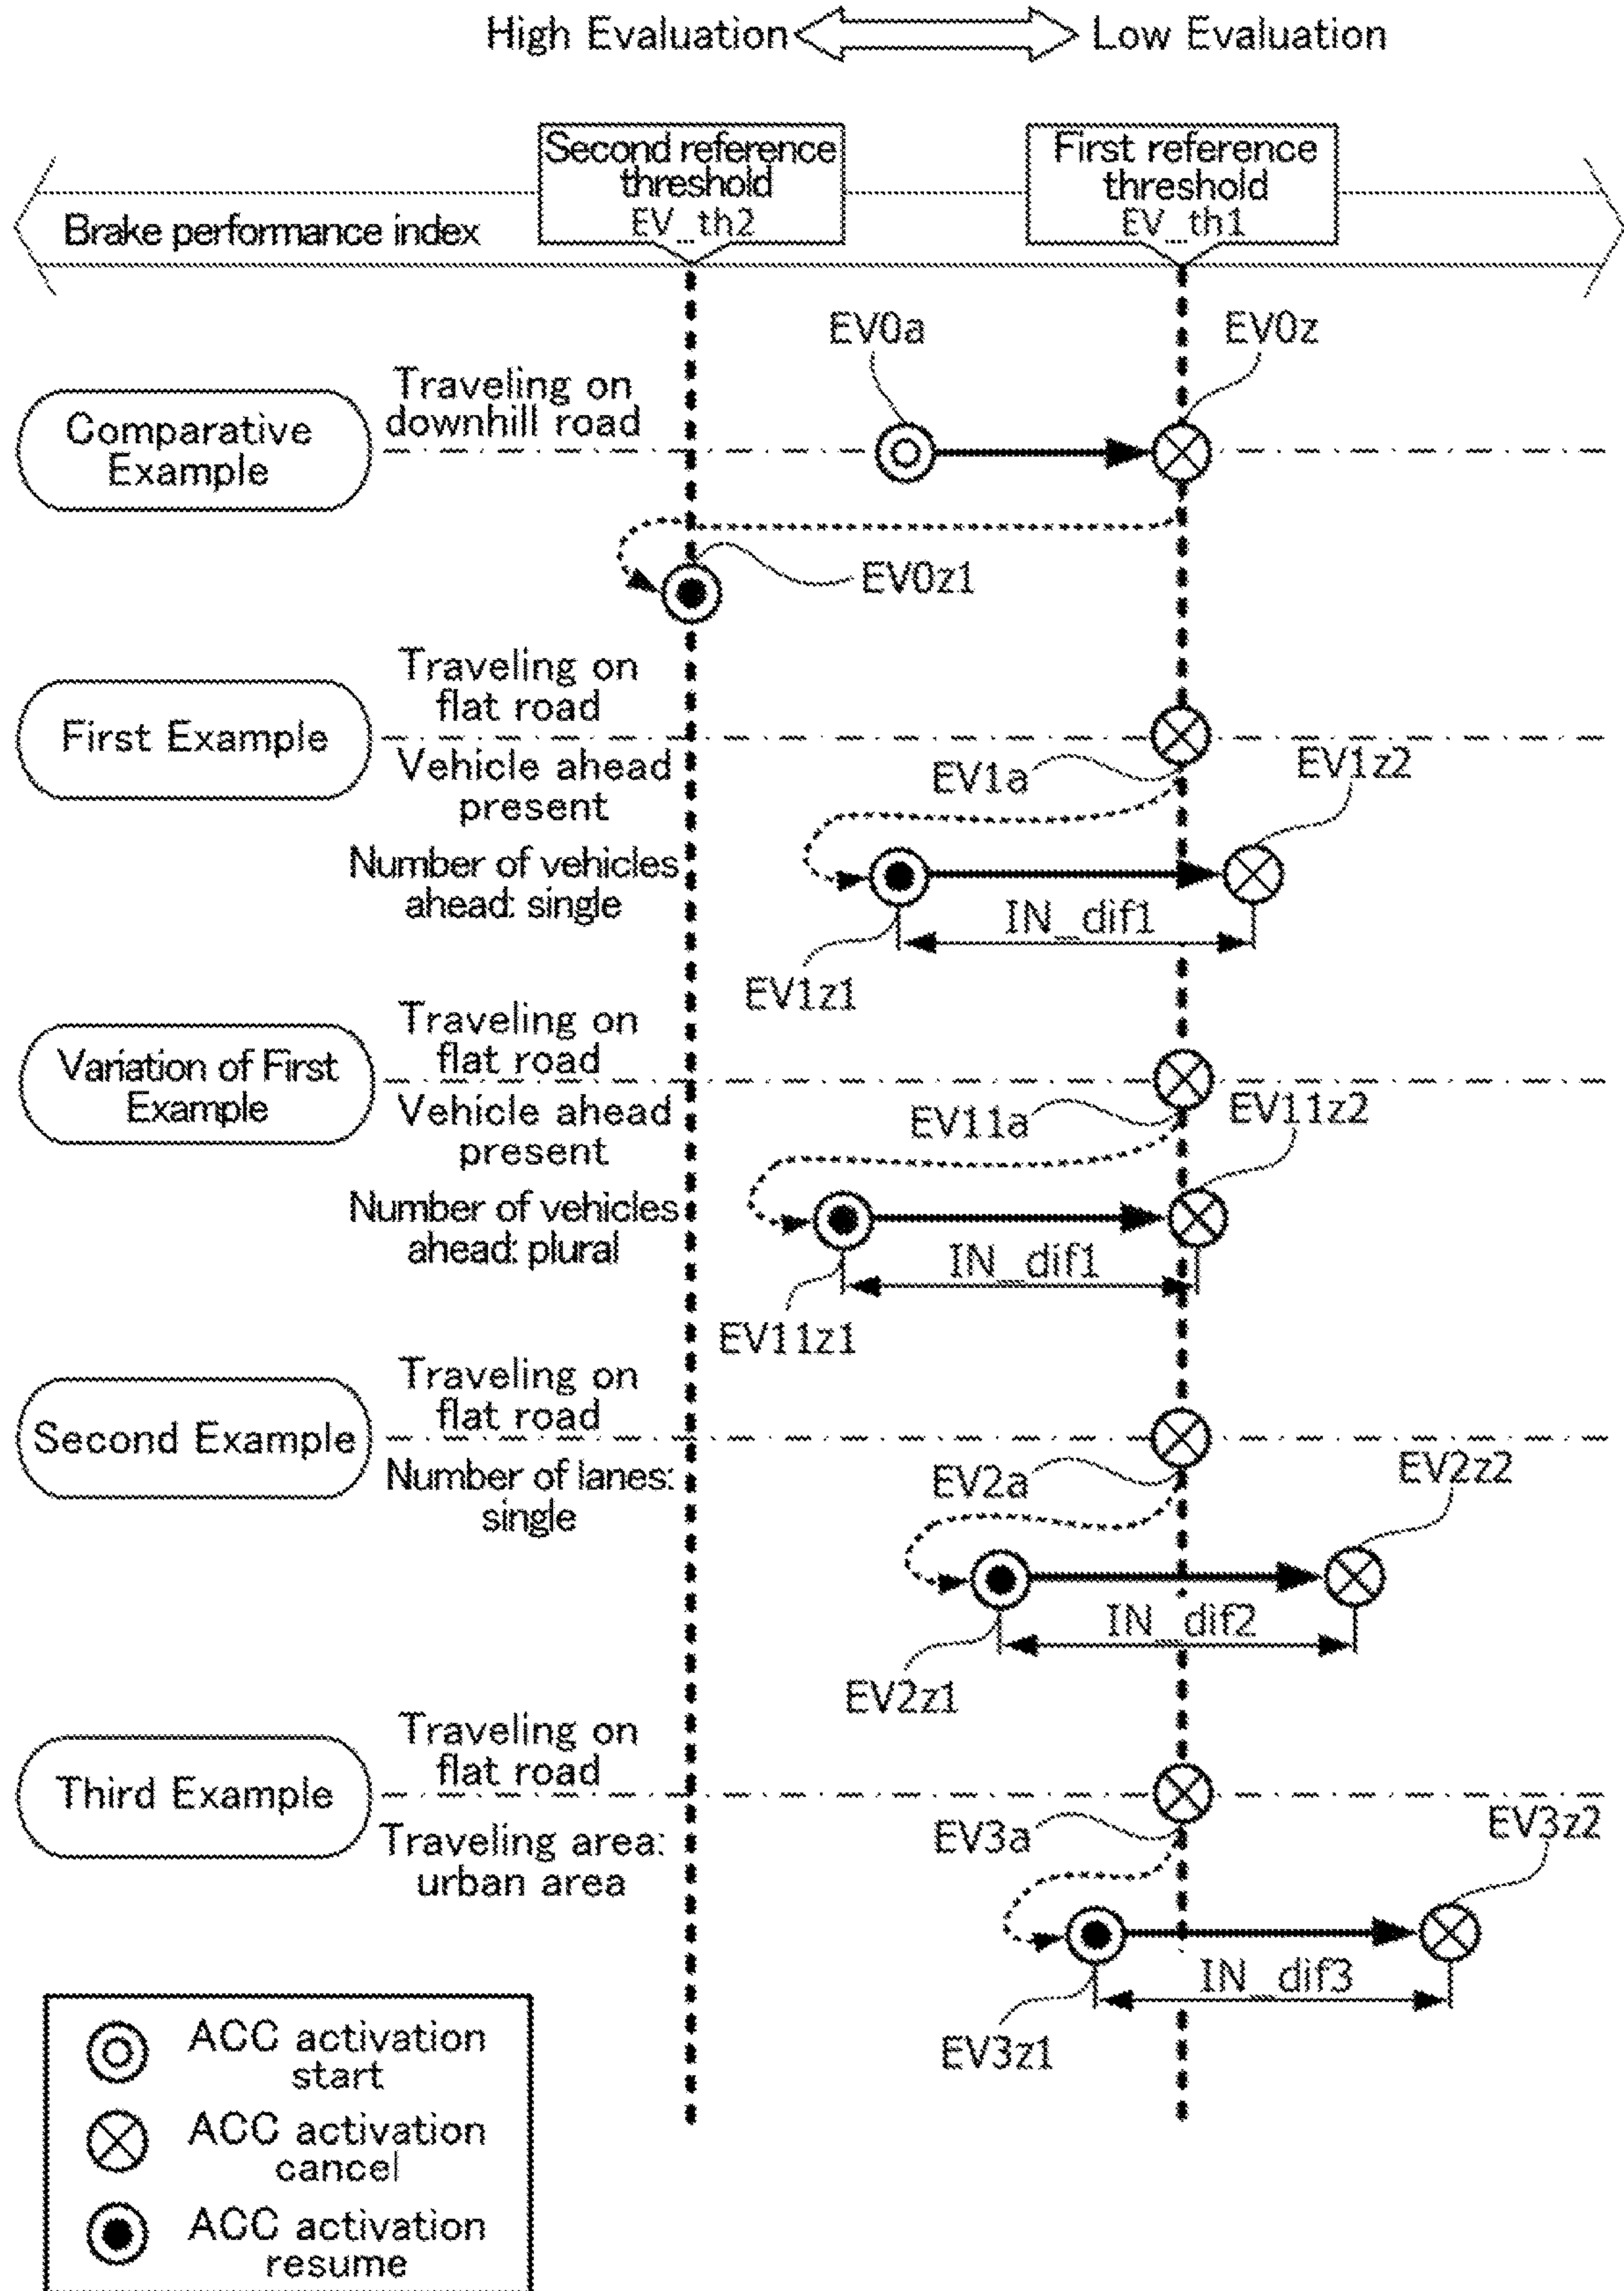 High Evaluation Low Evaluation
Second reference
threshold
EV_th2
First reference
threshold
EV_th1
Brake performance index
EV0a
EV0z
Comparative
Example
Traveling on
downhill road
EV0z1
First Example
Traveling on
flat road
Vehicle ahead
present
EV1a
EV1z2
Number of vehicles
ahead: single
IN_dif1
EV1z1
Variation of First
Example
Traveling on
flat road
Vehicle ahead
present
EV11a
EV11z2
Number of vehicles
ahead: plural
IN_dif1
EV11z1
Second Example
Traveling on
flat road
Number of lanes:
single
EV2a
EV2z2
IN_dif2
EV2z1
Third Example
Traveling on
flat road
Traveling area:
urban area
EV3a
EV3z2
IN_dif3
EV3z1
ACC activation
start
ACC activation
cancel
ACC activation
resume